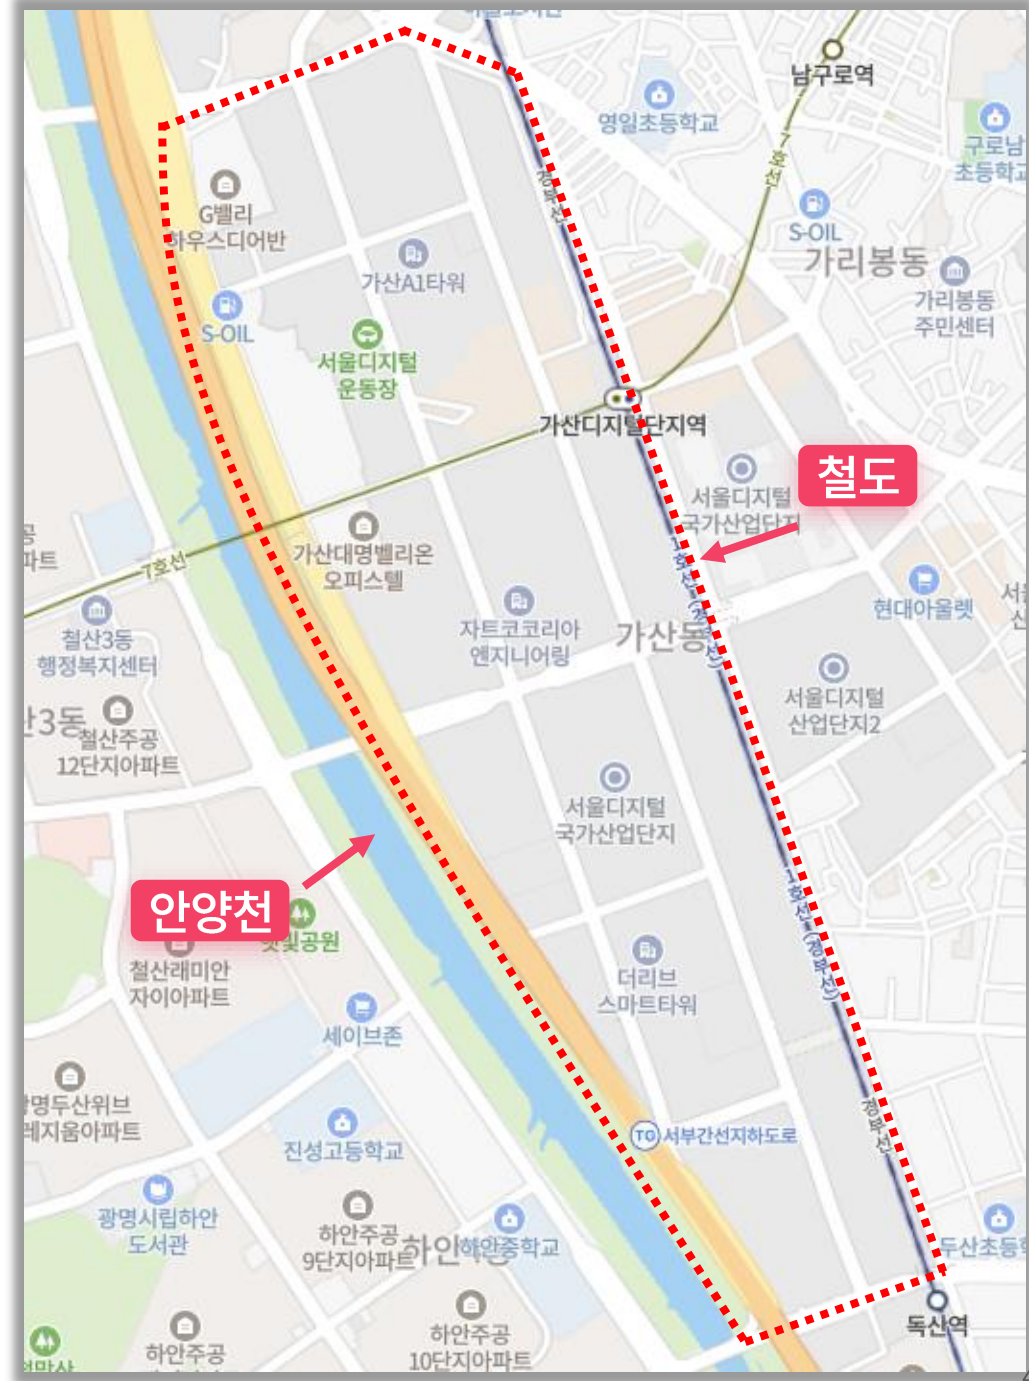 남구로역
영일초등학교
구로남
초등학교
7호선
경부선
G밸리
하우스디어반
S-OIL
가리봉동
가산A1타워
가리봉동
주민센터
S-OIL
서울디지털
운동장
가산디지털단지역
철도
서울디지털
국가산업단지
가산대명벨리온
오피스텔
7호선
1호선(경부선)
현대아울렛
철산3동
행정복지센터
자트코코리아
엔지니어링
가산동
서울디지털
산업단지2
철산주공
12단지아파트
서울디지털
국가산업단지
안양천
1호선(경부선)
철산래미안
자이아파트
더리브
스마트타워
세이브존
경부선
TG 서부간선지하도로
진성고등학교
광명시립하안
도서관
하안주공
9단지아파트
하안중학교
두산초등학
독산역
하안주공
하안주공
10단지아파트